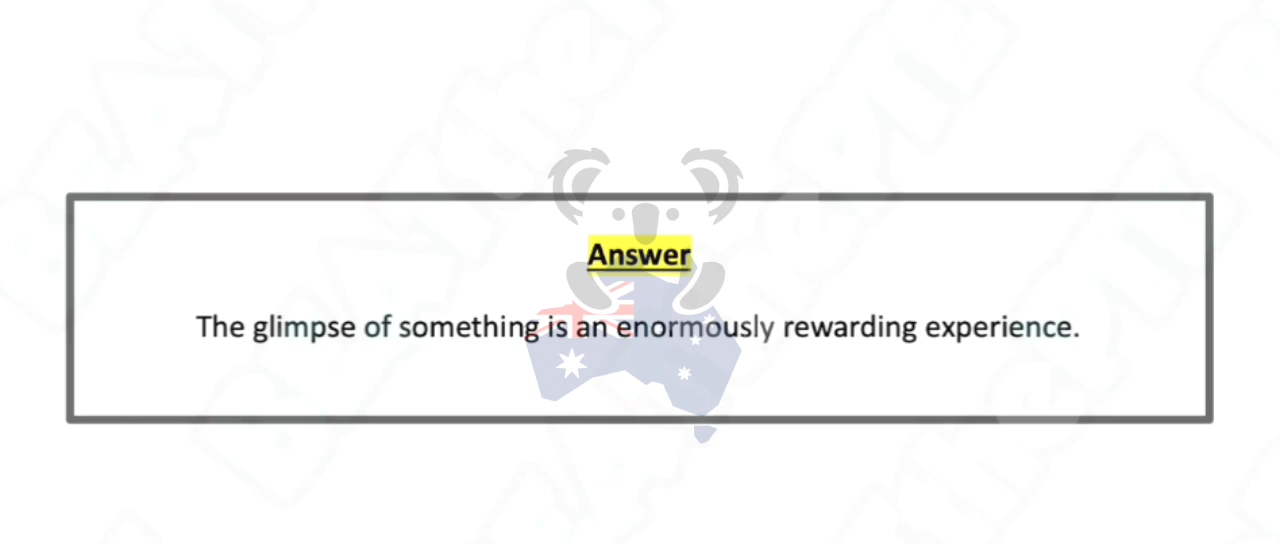 Answer
The glimpse of something is an enormously rewarding experience.